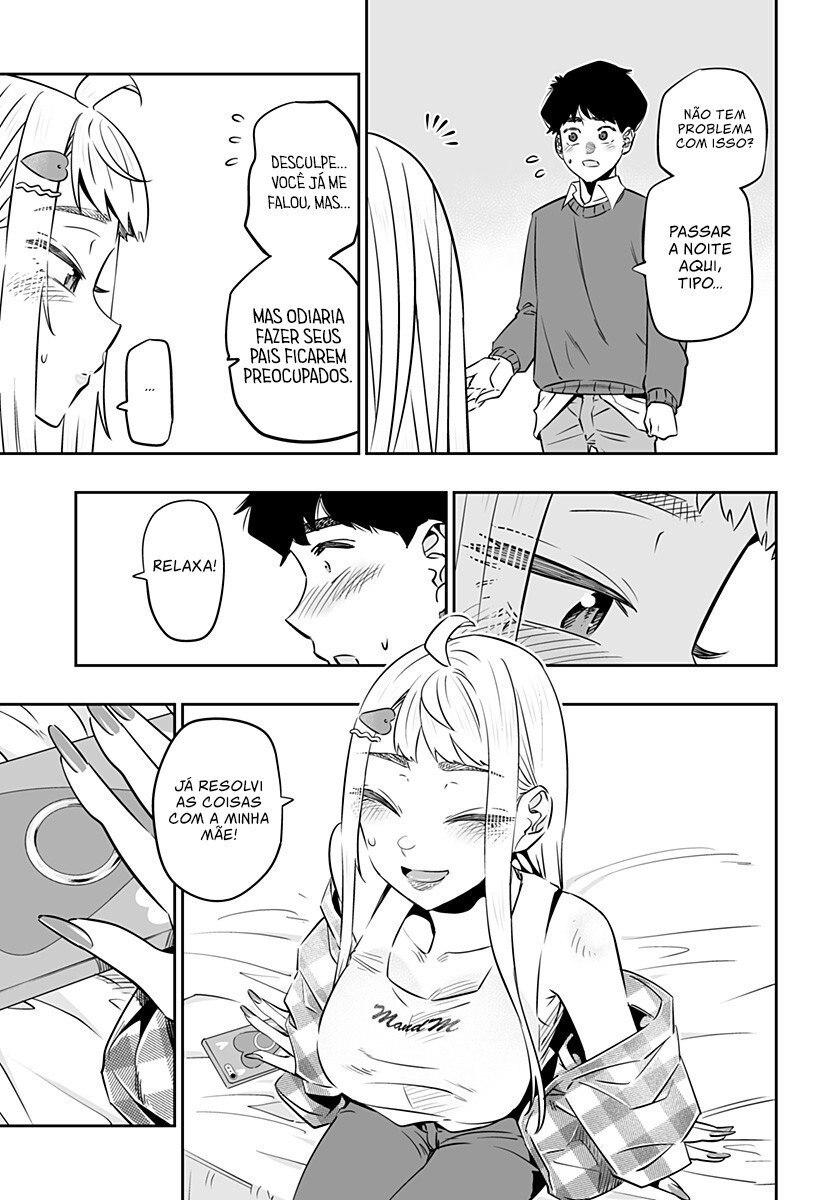 NÃO TEM
PROBLEMA
COM ISSO?
PASSAR
A NOITE
AQUI,
TIPO...
DESCULPE...
VOCÊ JÁ ME
FALOU, MAS...
MAS ODIARIA
FAZER SEUS
PAIS FICAREM
PREOCUPADOS.
...
RELAXA!
JÁ RESOLVI
AS COISAS
COM A MINHA
MÃE!
MandM